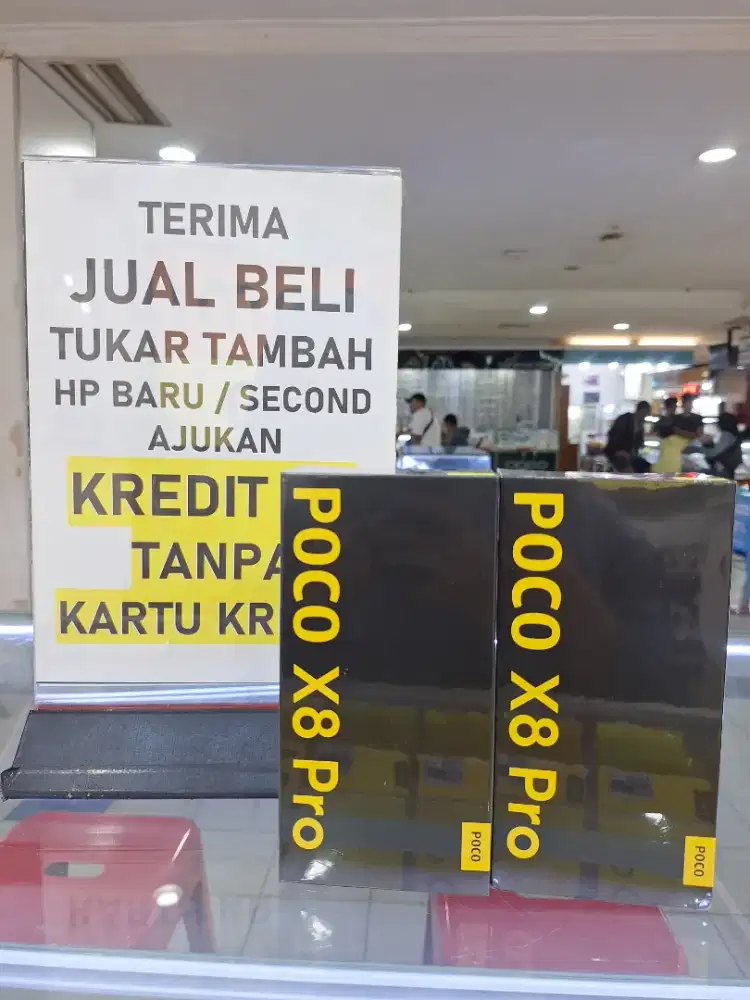 TERIMA
JUAL BELI
TUKAR TAMBAH
HP BARU / SECOND
AJUKAN
KREDIT
TANPA
KARTU KR
POCO X8 Pro
POCO
POCO X8 Pro
POCO